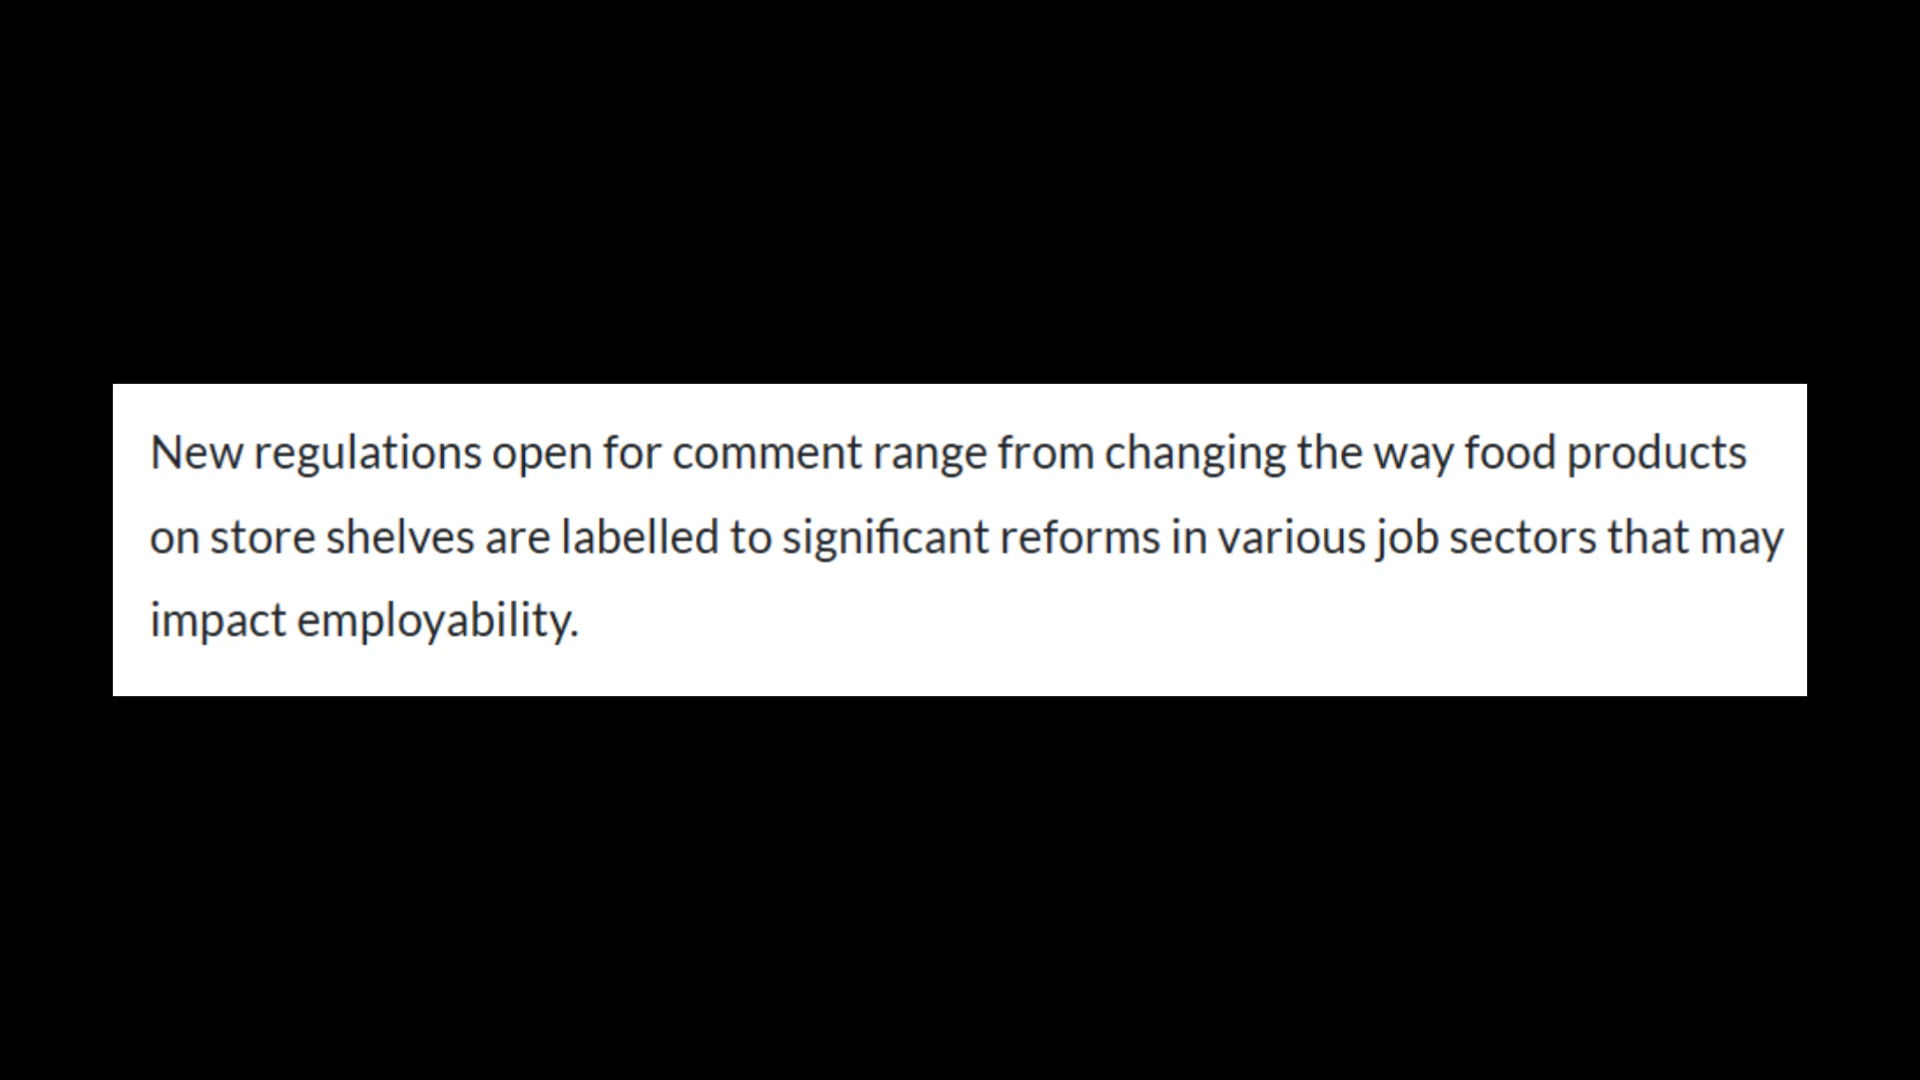 New regulations open for comment range from changing the way food products
on store shelves are labelled to significant reforms in various job sectors that may
impact employability.